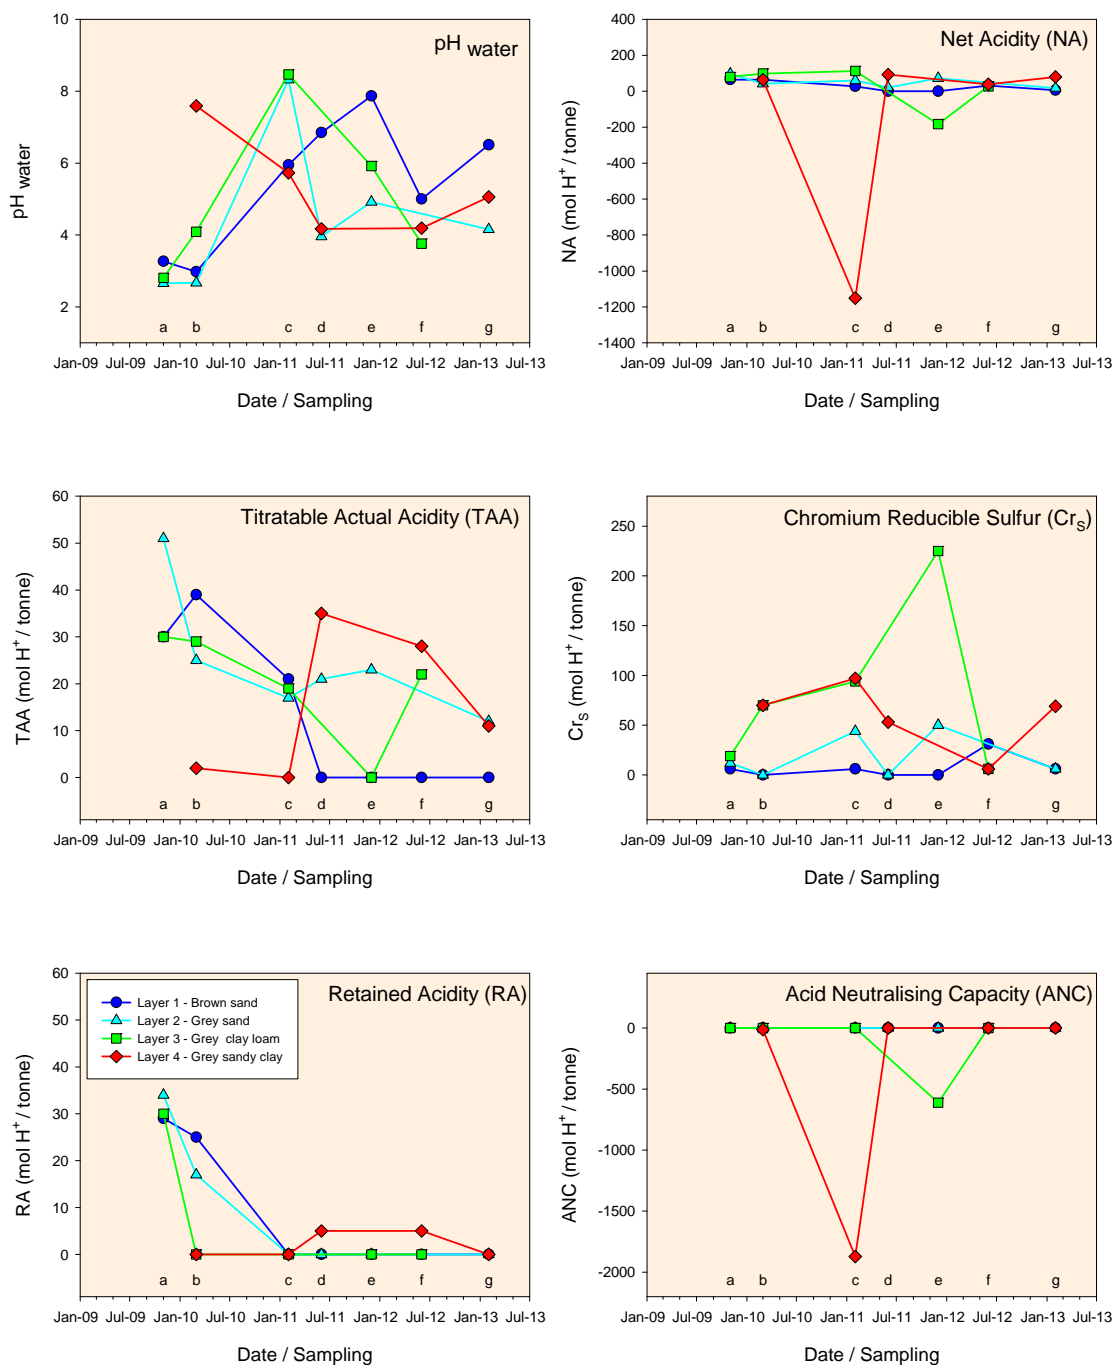 pH water
10
8
6
4
2
pH water
a b c d e f g
Jan-09 Jul-09 Jan-10 Jul-10 Jan-11 Jul-11 Jan-12 Jul-12 Jan-13 Jul-13
Date / Sampling
Net Acidity (NA)
400
200
0
-200
-400
-600
-800
-1000
-1200
-1400
NA (mol H⁺ / tonne)
a b c d e f g
Jan-09 Jul-09 Jan-10 Jul-10 Jan-11 Jul-11 Jan-12 Jul-12 Jan-13 Jul-13
Date / Sampling
Titratable Actual Acidity (TAA)
60
50
40
30
20
10
0
TAA (mol H⁺ / tonne)
a b c d e f g
Jan-09 Jul-09 Jan-10 Jul-10 Jan-11 Jul-11 Jan-12 Jul-12 Jan-13 Jul-13
Date / Sampling
Chromium Reducible Sulfur (CrS)
250
200
150
100
50
0
CrS (mol H⁺ / tonne)
a b c d e f g
Jan-09 Jul-09 Jan-10 Jul-10 Jan-11 Jul-11 Jan-12 Jul-12 Jan-13 Jul-13
Date / Sampling
Retained Acidity (RA)
Layer 1 - Brown sand
Layer 2 - Grey sand
Layer 3 - Grey clay loam
Layer 4 - Grey sandy clay
60
50
40
30
20
10
0
RA (mol H⁺ / tonne)
a b c d e f g
Jan-09 Jul-09 Jan-10 Jul-10 Jan-11 Jul-11 Jan-12 Jul-12 Jan-13 Jul-13
Date / Sampling
Acid Neutralising Capacity (ANC)
0
-500
-1000
-1500
-2000
ANC (mol H⁺ / tonne)
a b c d e f g
Jan-09 Jul-09 Jan-10 Jul-10 Jan-11 Jul-11 Jan-12 Jul-12 Jan-13 Jul-13
Date / Sampling